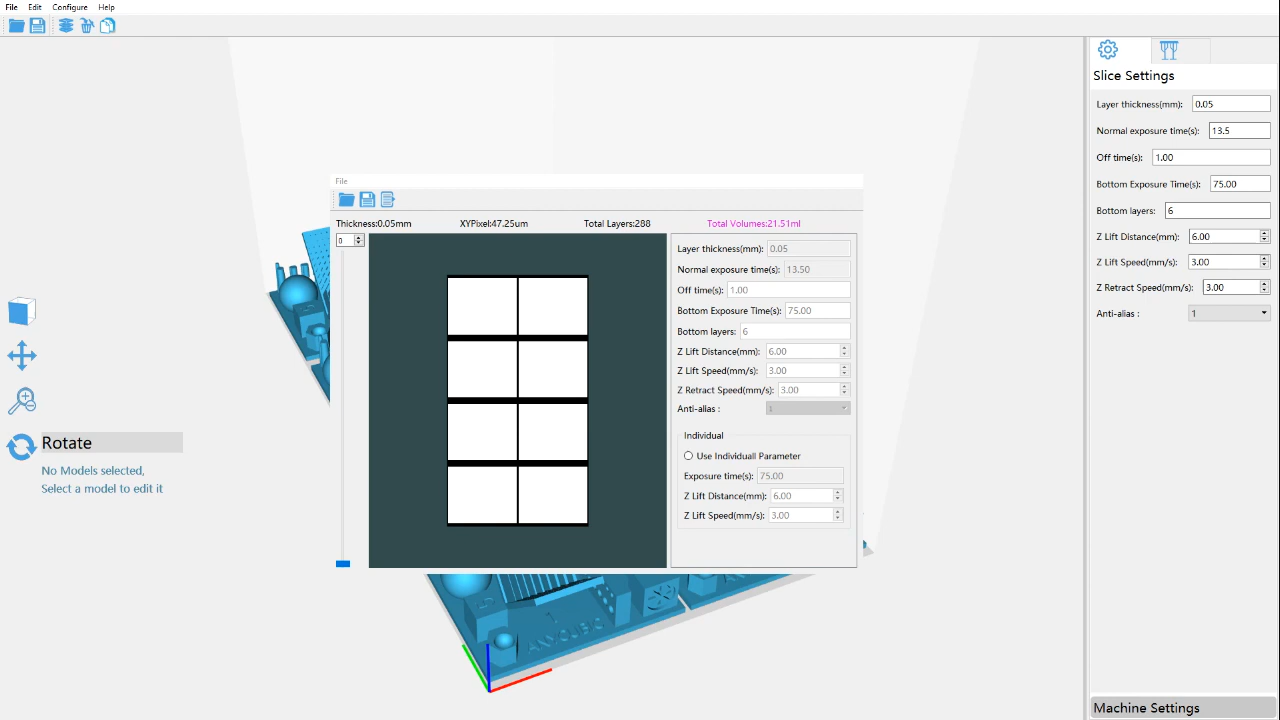 File Edit Configure Help
Slice Settings
Layer thickness(mm): 0.05
Normal exposure time(s): 13.5
Off time(s): 1.00
Bottom Exposure Time(s): 75.00
Bottom layers: 6
Z Lift Distance(mm): 6.00
Z Lift Speed(mm/s): 3.00
Z Retract Speed(mm/s): 3.00
Anti-alias : 1
Machine Settings
File
Thickness:0.05mm XYPixel:47.25um Total Layers:288 Total Volumes:21.51ml
0
Layer thickness(mm): 0.05
Normal exposure time(s): 13.50
Off time(s): 1.00
Bottom Exposure Time(s): 75.00
Bottom layers: 6
Z Lift Distance(mm): 6.00
Z Lift Speed(mm/s): 3.00
Z Retract Speed(mm/s): 3.00
Anti-alias : 1
Individual
Use Individuall Parameter
Exposure time(s): 75.00
Z Lift Distance(mm): 6.00
Z Lift Speed(mm/s): 3.00
Rotate
No Models selected,
Select a model to edit it
ANYCUBIC